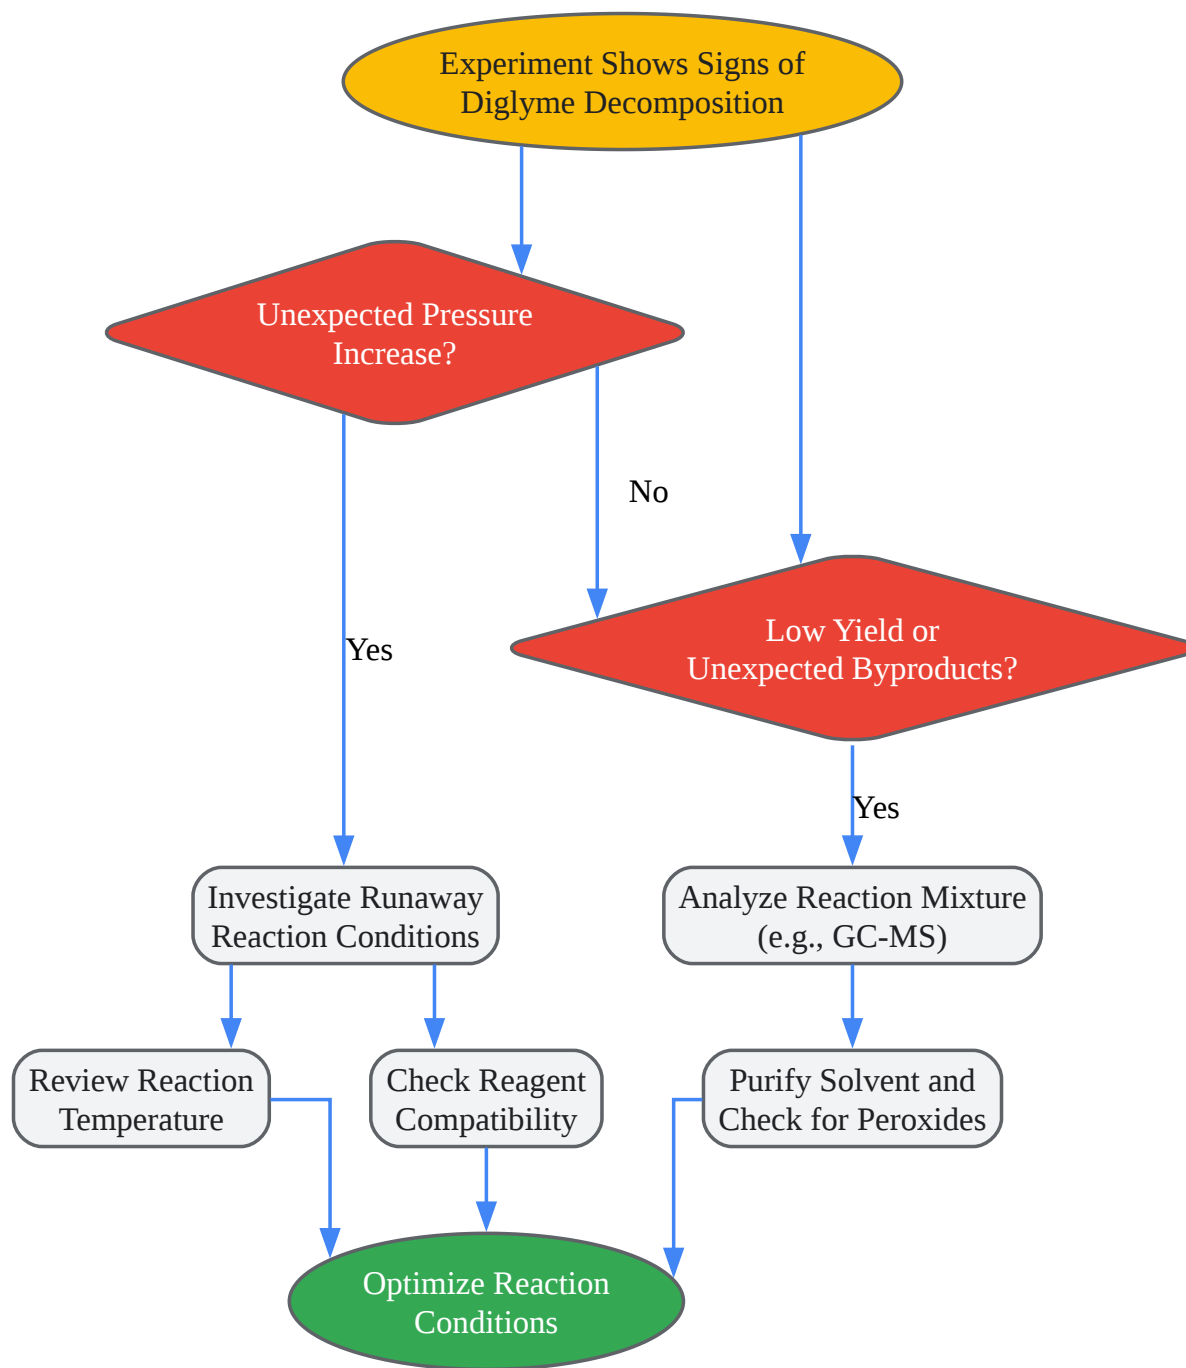 Experiment Shows Signs of
Diglyme Decomposition
Unexpected Pressure
Increase?
No
Yes
Low Yield or
Unexpected Byproducts?
Yes
Investigate Runaway
Reaction Conditions
Analyze Reaction Mixture
(e.g., GC-MS)
Review Reaction
Temperature
Check Reagent
Compatibility
Purify Solvent and
Check for Peroxides
Optimize Reaction
Conditions